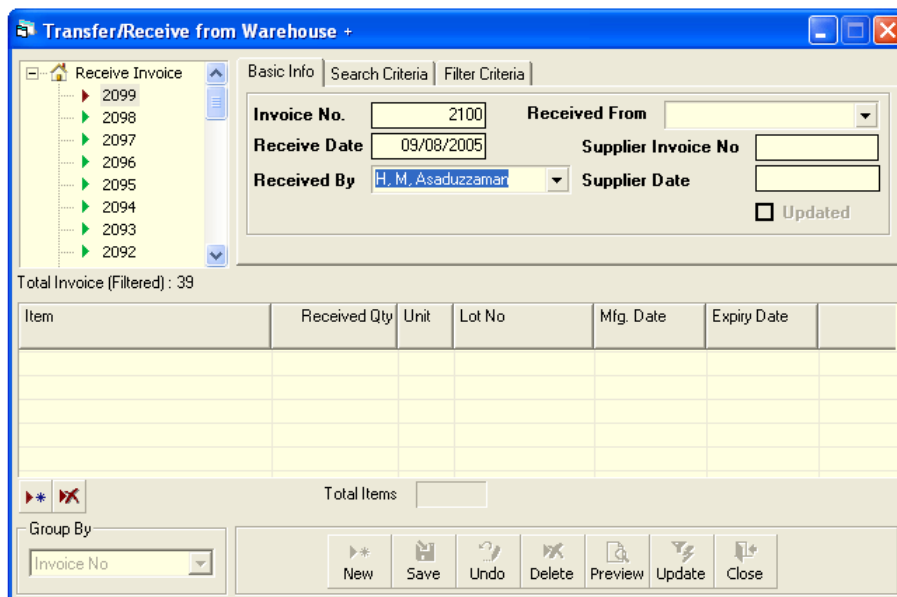 Transfer/Receive from Warehouse +
Receive Invoice
2099
2098
2097
2096
2095
2094
2093
2092
Basic Info Search Criteria Filter Criteria
Invoice No. 2100 Received From
Receive Date 09/08/2005 Supplier Invoice No
Received By H, M, Asaduzzaman Supplier Date
Updated
Total Invoice (Filtered) : 39
Item Received Qty Unit Lot No Mfg. Date Expiry Date
Total Items
Group By
Invoice No
New Save Undo Delete Preview Update Close